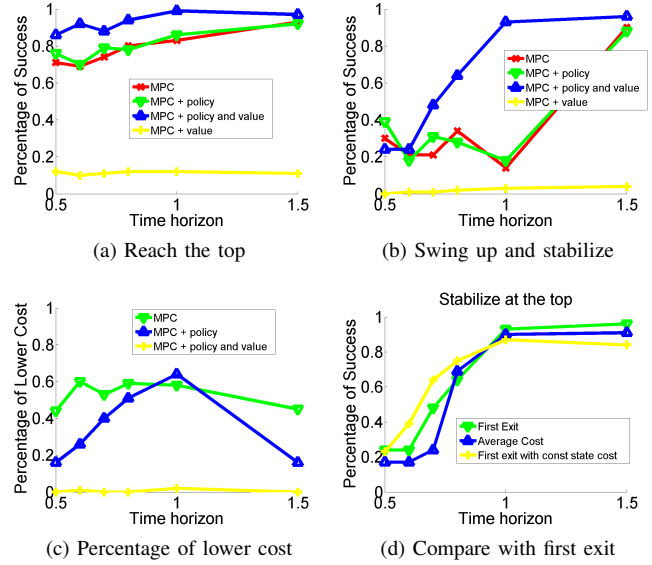 1
0.8
0.6
0.4
0.2
0
Percentage of Success
MPC
MPC + policy
MPC + policy and value
MPC + value
0.5
1
1.5
Time horizon
(a) Reach the top
1
0.8
0.6
0.4
0.2
0
Percentage of Success
MPC
MPC + policy
MPC + policy and value
MPC + value
0.5
1
1.5
Time horizon
(b) Swing up and stabilize
1
0.8
0.6
0.4
0.2
0
Percentage of Lower Cost
MPC
MPC + policy
MPC + policy and value
0.5
1
1.5
Time horizon
(c) Percentage of lower cost
Stabilize at the top
1
0.8
0.6
0.4
0.2
0
Percentage of Success
First Exit
Average Cost
First exit with const state cost
0.5
1
1.5
Time horizon
(d) Compare with first exit